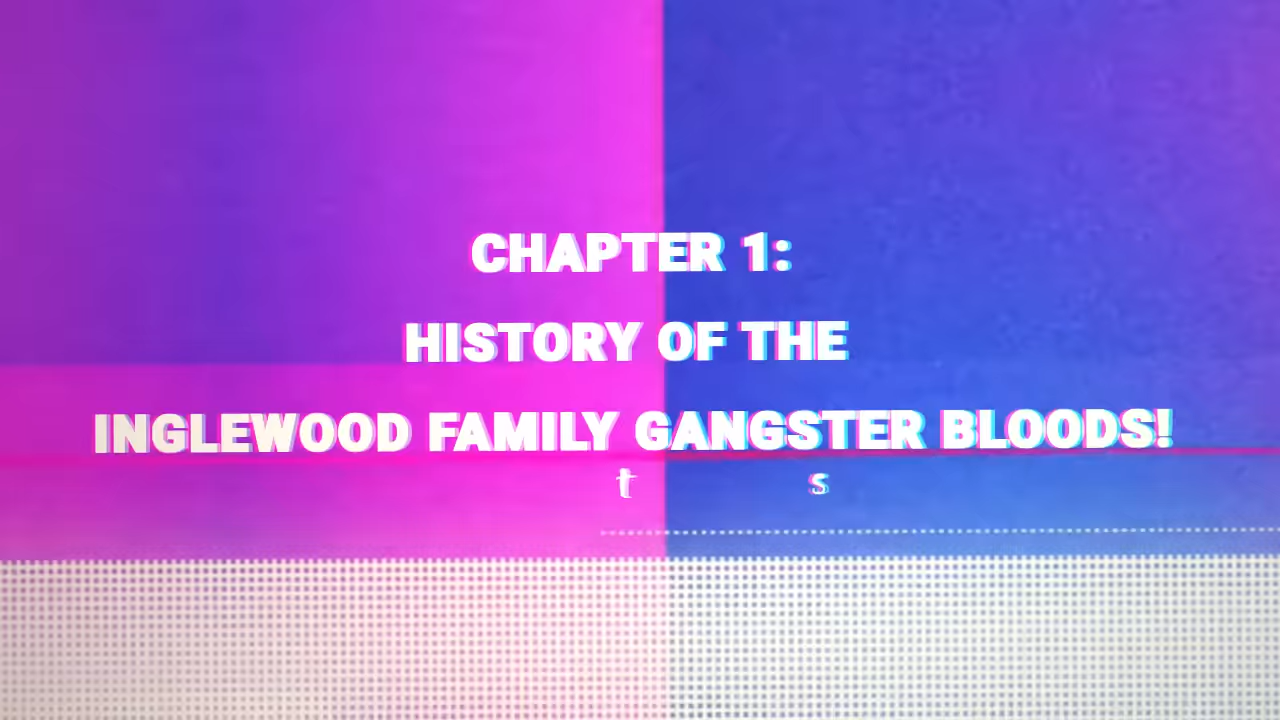 CHAPTER 1:
HISTORY OF THE
INGLEWOOD FAMILY GANGSTER BLOODS!
t s